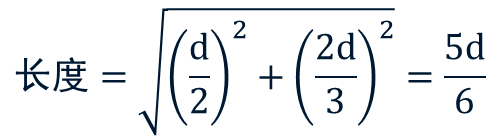 长度 = √((d/2)² + (2d/3)²) = 5d/6